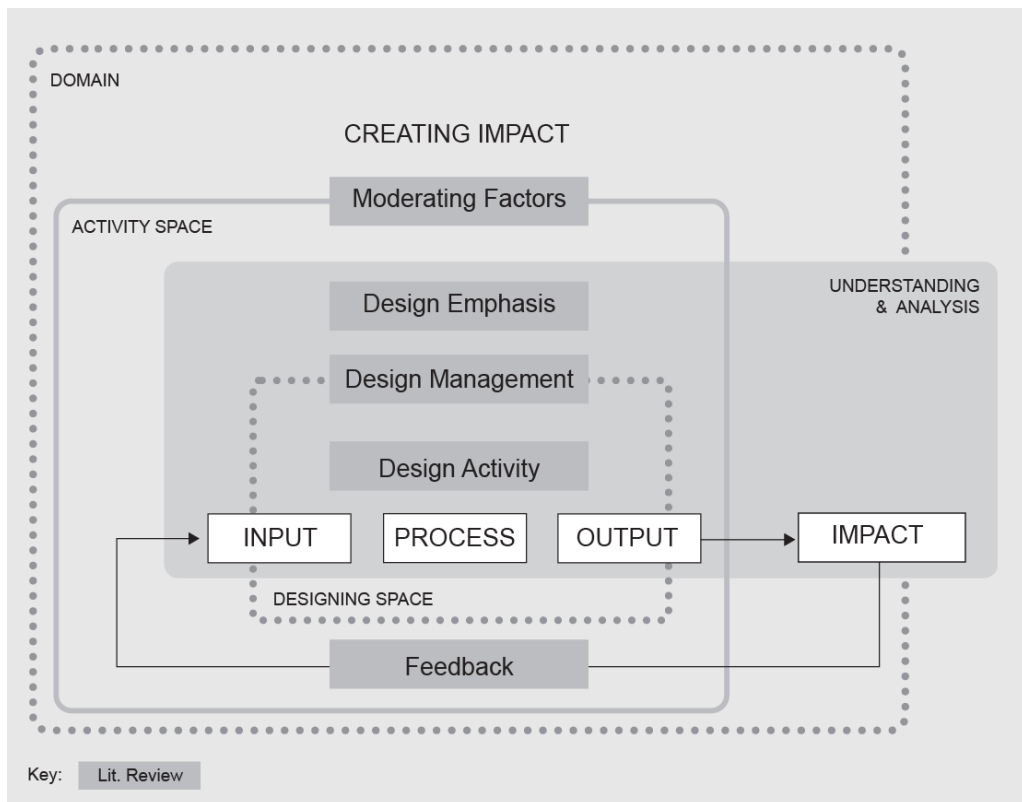 DOMAIN
CREATING IMPACT
Moderating Factors
ACTIVITY SPACE
UNDERSTANDING
& ANALYSIS
Design Emphasis
Design Management
Design Activity
INPUT
PROCESS
OUTPUT
IMPACT
DESIGNING SPACE
Feedback
Key:
Lit. Review